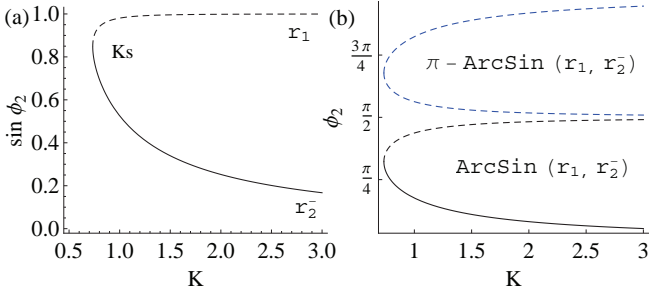 (a)
1.0
0.8
0.6
0.4
0.2
0.0
sin ϕ₂
Ks
r₁
r₂⁻
0.5 1.0 1.5 2.0 2.5 3.0
K
(b)
3π/4
π/2
π/4
ϕ₂
π – ArcSin (r₁, r₂⁻)
ArcSin (r₁, r₂⁻)
1 1.5 2 2.5 3
K